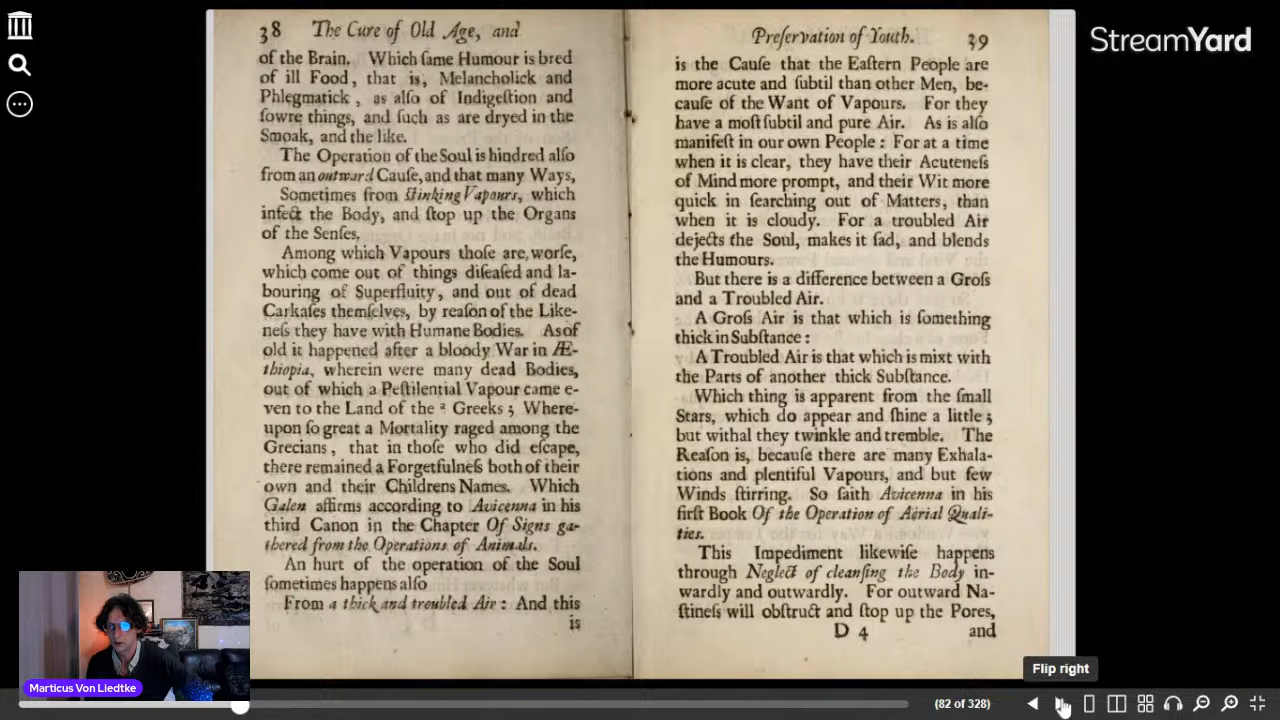 38 The Cure of Old Age, and
of the Brain. Which ſame Humour is bred
of ill Food, that is, Melancholick and
Phlegmatick, as alſo of Indigeſtion and
ſowre things, and ſuch as are dryed in the
Smoak, and the like.
The Operation of the Soul is hindred alſo
from an outward Cauſe, and that many Ways,
Sometimes from ſtinking Vapours, which
infect the Body, and ſtop up the Organs
of the Senſes.
Among which Vapours thoſe are worſe,
which come out of things diſeaſed and la-
bouring of Superfluity, and out of dead
Carkaſes themſelves, by reaſon of the Like-
neſs they have with Humane Bodies. As of
old it happened after a bloody War in Æ-
thiopia, wherein were many dead Bodies,
out of which a Peſtilential Vapour came e-
ven to the Land of the ² Greeks; Where-
upon ſo great a Mortality raged among the
Grecians, that in thoſe who did eſcape,
there remained a Forgetfulneſs both of their
own and their Childrens Names. Which
Galen affirms according to Avicenna in his
third Canon in the Chapter Of Signs ga-
thered from the Operations of Animals.
An hurt of the operation of the Soul
ſometimes happens alſo
From a thick and troubled Air: And this
is
Preſervation of Youth. 39
is the Cauſe that the Eaſtern People are
more acute and ſubtil than other Men, be-
cauſe of the Want of Vapours. For they
have a moſt ſubtil and pure Air. As is alſo
manifeſt in our own People: For at a time
when it is clear, they have their Acuteneſs
of Mind more prompt, and their Wit more
quick in ſearching out of Matters, than
when it is cloudy. For a troubled Air
dejects the Soul, makes it ſad, and blends
the Humours.
But there is a difference between a Groſs
and a Troubled Air.
A Groſs Air is that which is ſomething
thick in Subſtance:
A Troubled Air is that which is mixt with
the Parts of another thick Subſtance.
Which thing is apparent from the ſmall
Stars, which do appear and ſhine a little;
but withal they twinkle and tremble. The
Reaſon is, becauſe there are many Exhala-
tions and plentiful Vapours, and but few
Winds ſtirring. So ſaith Avicenna in his
firſt Book Of the Operation of Aërial Quali-
ties.
This Impediment likewiſe happens
through Neglect of cleanſing the Body in-
wardly and outwardly. For outward Na-
ſtineſs will obſtruct and ſtop up the Pores,
D 4 and
StreamYard
Marticus Von Liedtke
Flip right
(82 of 328)